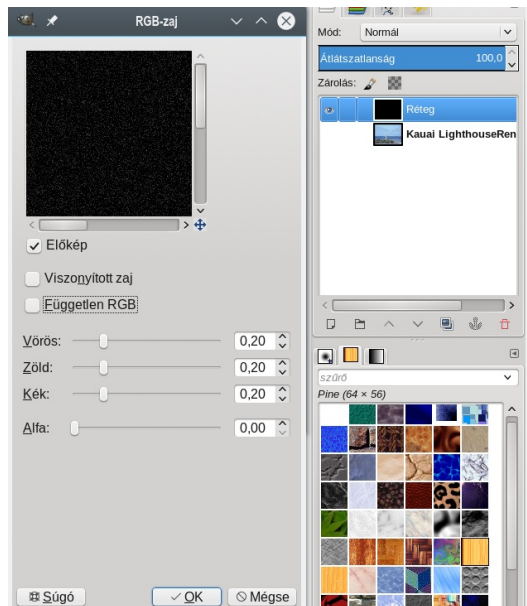 RGB-zaj
Előkép
Viszonyított zaj
Független RGB
Vörös: 0,20
Zöld: 0,20
Kék: 0,20
Alfa: 0,00
Súgó
OK
Mégse
Mód: Normál
Átlátszatlanság 100,0
Zárolás:
Réteg
Kauai LighthouseRen
szűrő
Pine (64 × 56)